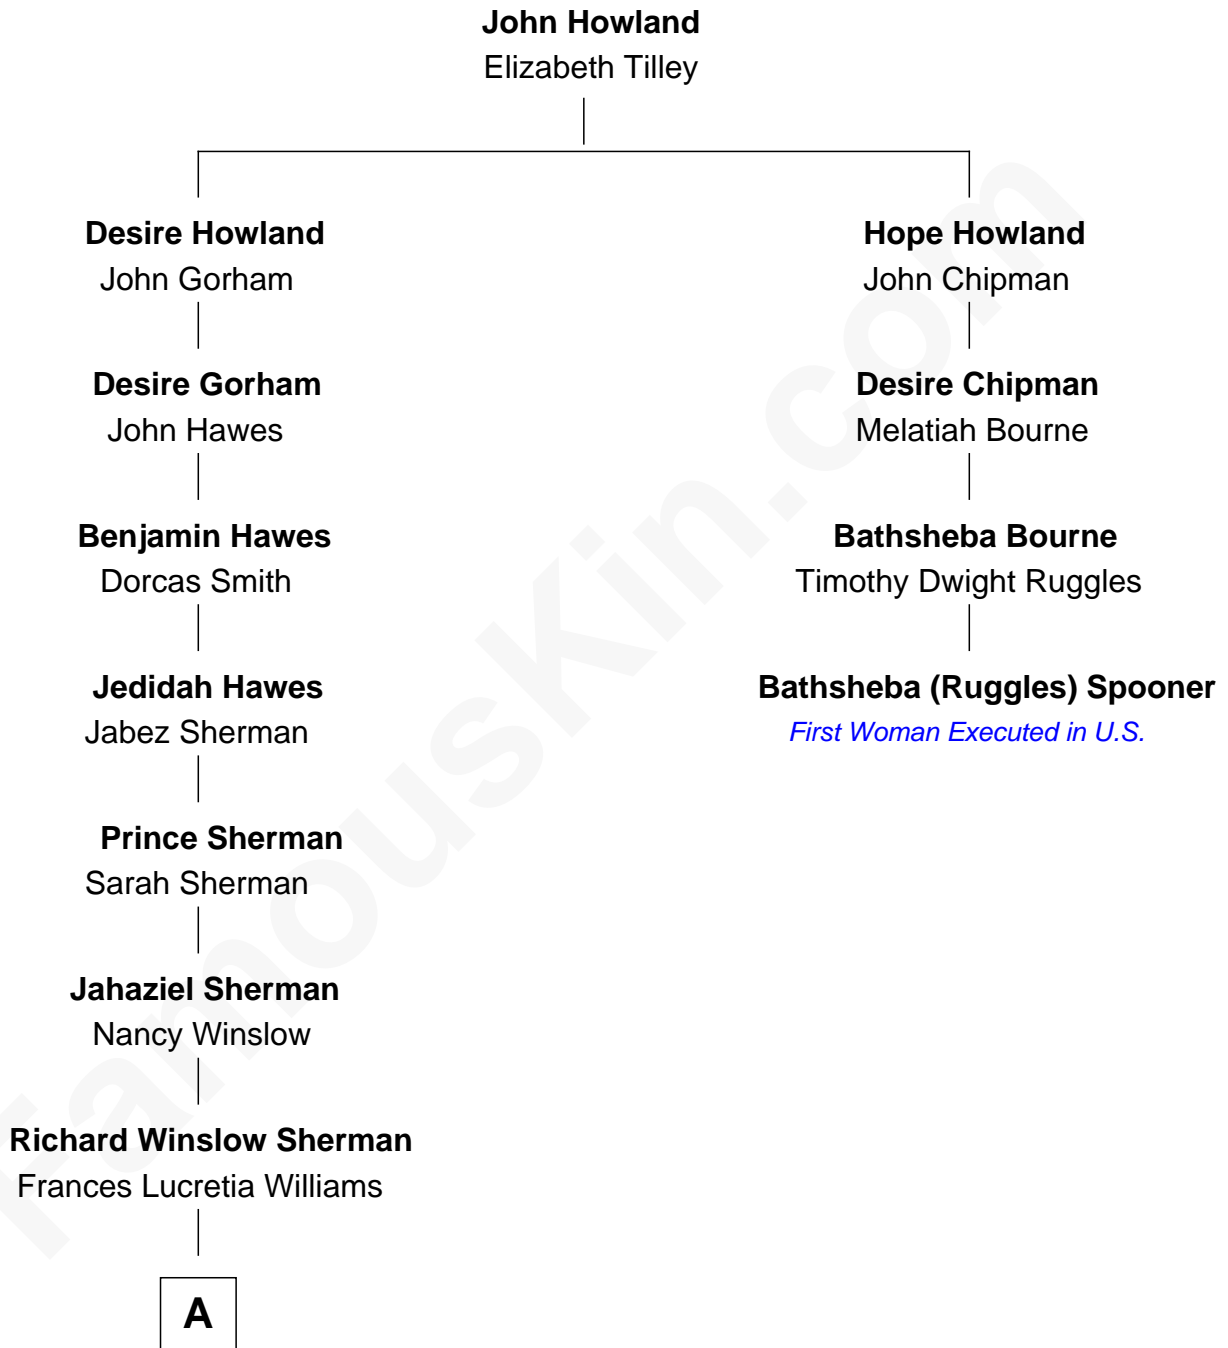 John Howland
Elizabeth Tilley
Desire Howland
John Gorham
Hope Howland
John Chipman
Desire Gorham
John Hawes
Desire Chipman
Melatiah Bourne
Benjamin Hawes
Dorcas Smith
Bathsheba Bourne
Timothy Dwight Ruggles
Jedidah Hawes
Jabez Sherman
Bathsheba (Ruggles) Spooner
First Woman Executed in U.S.
Prince Sherman
Sarah Sherman
Jahaziel Sherman
Nancy Winslow
Richard Winslow Sherman
Frances Lucretia Williams
A
FamousKin.com